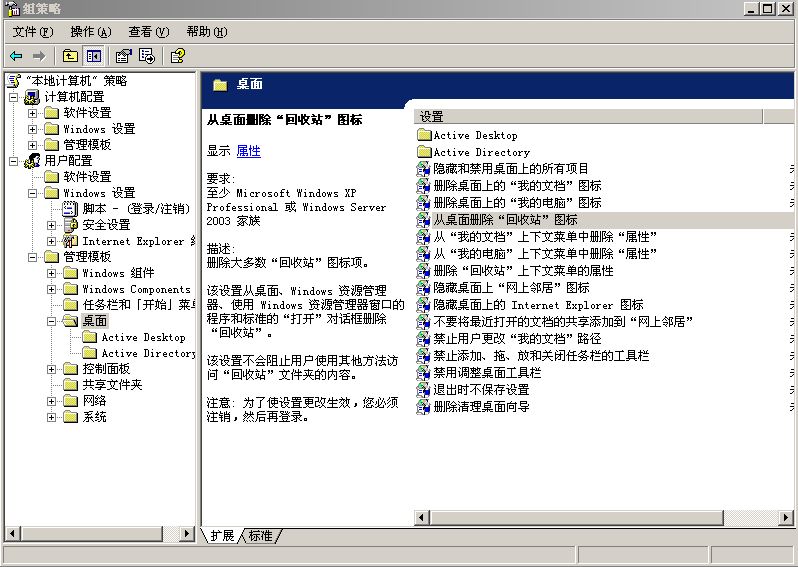 组策略
文件(F) 操作(A) 查看(V) 帮助(H)
"本地计算机" 策略
计算机配置
软件设置
Windows 设置
管理模板
用户配置
软件设置
Windows 设置
脚本 - (登录/注销)
安全设置
Internet Explorer
管理模板
Windows 组件
Windows Components
任务栏和「开始」菜单
桌面
Active Desktop
Active Directory
控制面板
共享文件夹
网络
系统
桌面
从桌面删除“回收站”图标
显示 属性
要求:
至少 Microsoft Windows XP
Professional 或 Windows Server
2003 家族
描述:
删除大多数“回收站”图标项。
该设置从桌面、Windows 资源管理
器、使用 Windows 资源管理器窗口的
程序和标准的“打开”对话框删除
“回收站”。
该设置不会阻止用户使用其他方法访
问“回收站”文件夹的内容。
注意: 为了使设置更改生效，您必须
注销，然后再登录。
设置
Active Desktop
Active Directory
隐藏和禁用桌面上的所有项目
删除桌面上的“我的文档”图标
删除桌面上的“我的电脑”图标
从桌面删除“回收站”图标
从“我的文档”上下文菜单中删除“属性”
从“我的电脑”上下文菜单中删除“属性”
删除“回收站”上下文菜单的属性
隐藏桌面上“网上邻居”图标
隐藏桌面上的 Internet Explorer 图标
不要将最近打开的文档的共享添加到“网上邻居”
禁止用户更改“我的文档”路径
禁止添加、拖、放和关闭任务栏的工具栏
禁用调整桌面工具栏
退出时不保存设置
删除清理桌面向导
扩展 标准